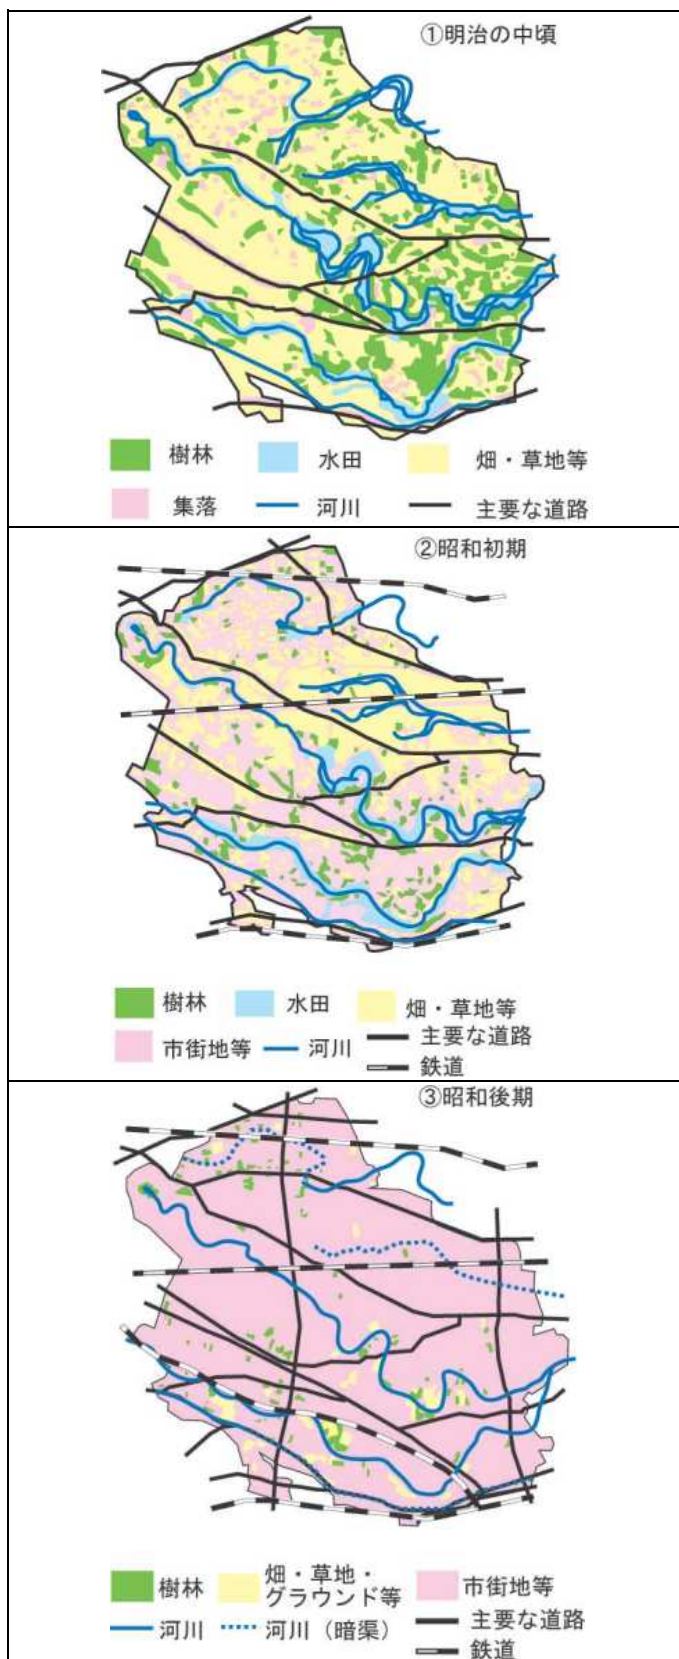 ①明治の中頃
樹林 水田 畑・草地等
集落 河川 主要な道路
②昭和初期
樹林 水田 畑・草地等
市街地等 河川 主要な道路
鉄道
③昭和後期
樹林 畑・草地・グラウンド等 市街地等
河川 河川（暗渠） 主要な道路
鉄道